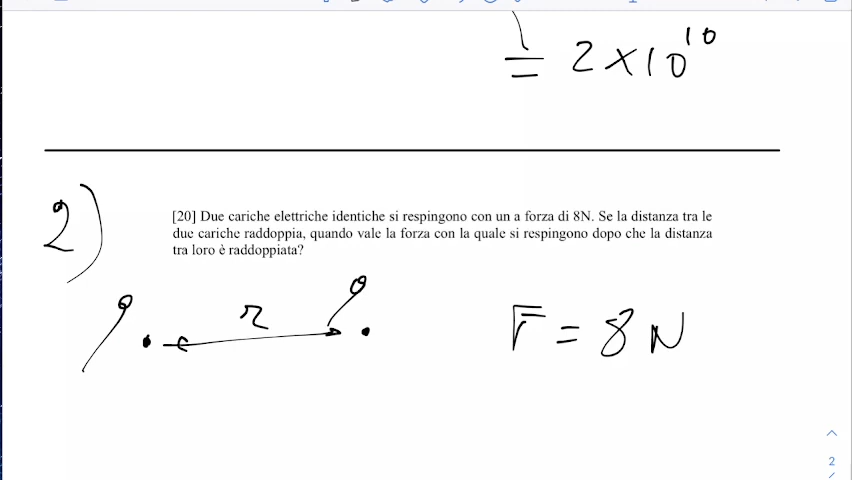 = 2 × 10^10
2)
[20] Due cariche elettriche identiche si respingono con un a forza di 8N. Se la distanza tra le
due cariche raddoppia, quando vale la forza con la quale si respingono dopo che la distanza
tra loro è raddoppiata?
q r q F = 8 N
2